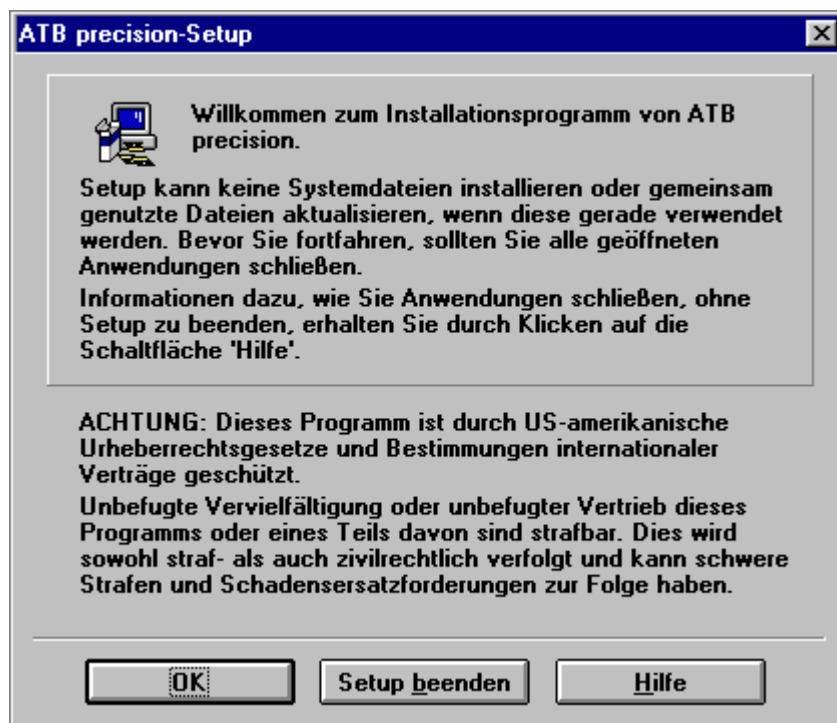 ATB precision-Setup
Willkommen zum Installationsprogramm von ATB
precision.
Setup kann keine Systemdateien installieren oder gemeinsam
genutzte Dateien aktualisieren, wenn diese gerade verwendet
werden. Bevor Sie fortfahren, sollten Sie alle geöffneten
Anwendungen schließen.
Informationen dazu, wie Sie Anwendungen schließen, ohne
Setup zu beenden, erhalten Sie durch Klicken auf die
Schaltfläche 'Hilfe'.
ACHTUNG: Dieses Programm ist durch US-amerikanische
Urheberrechtsgesetze und Bestimmungen internationaler
Verträge geschützt.
Unbefugte Vervielfältigung oder unbefugter Vertrieb dieses
Programms oder eines Teils davon sind strafbar. Dies wird
sowohl straf- als auch zivilrechtlich verfolgt und kann schwere
Strafen und Schadensersatzforderungen zur Folge haben.
OK
Setup beenden
Hilfe